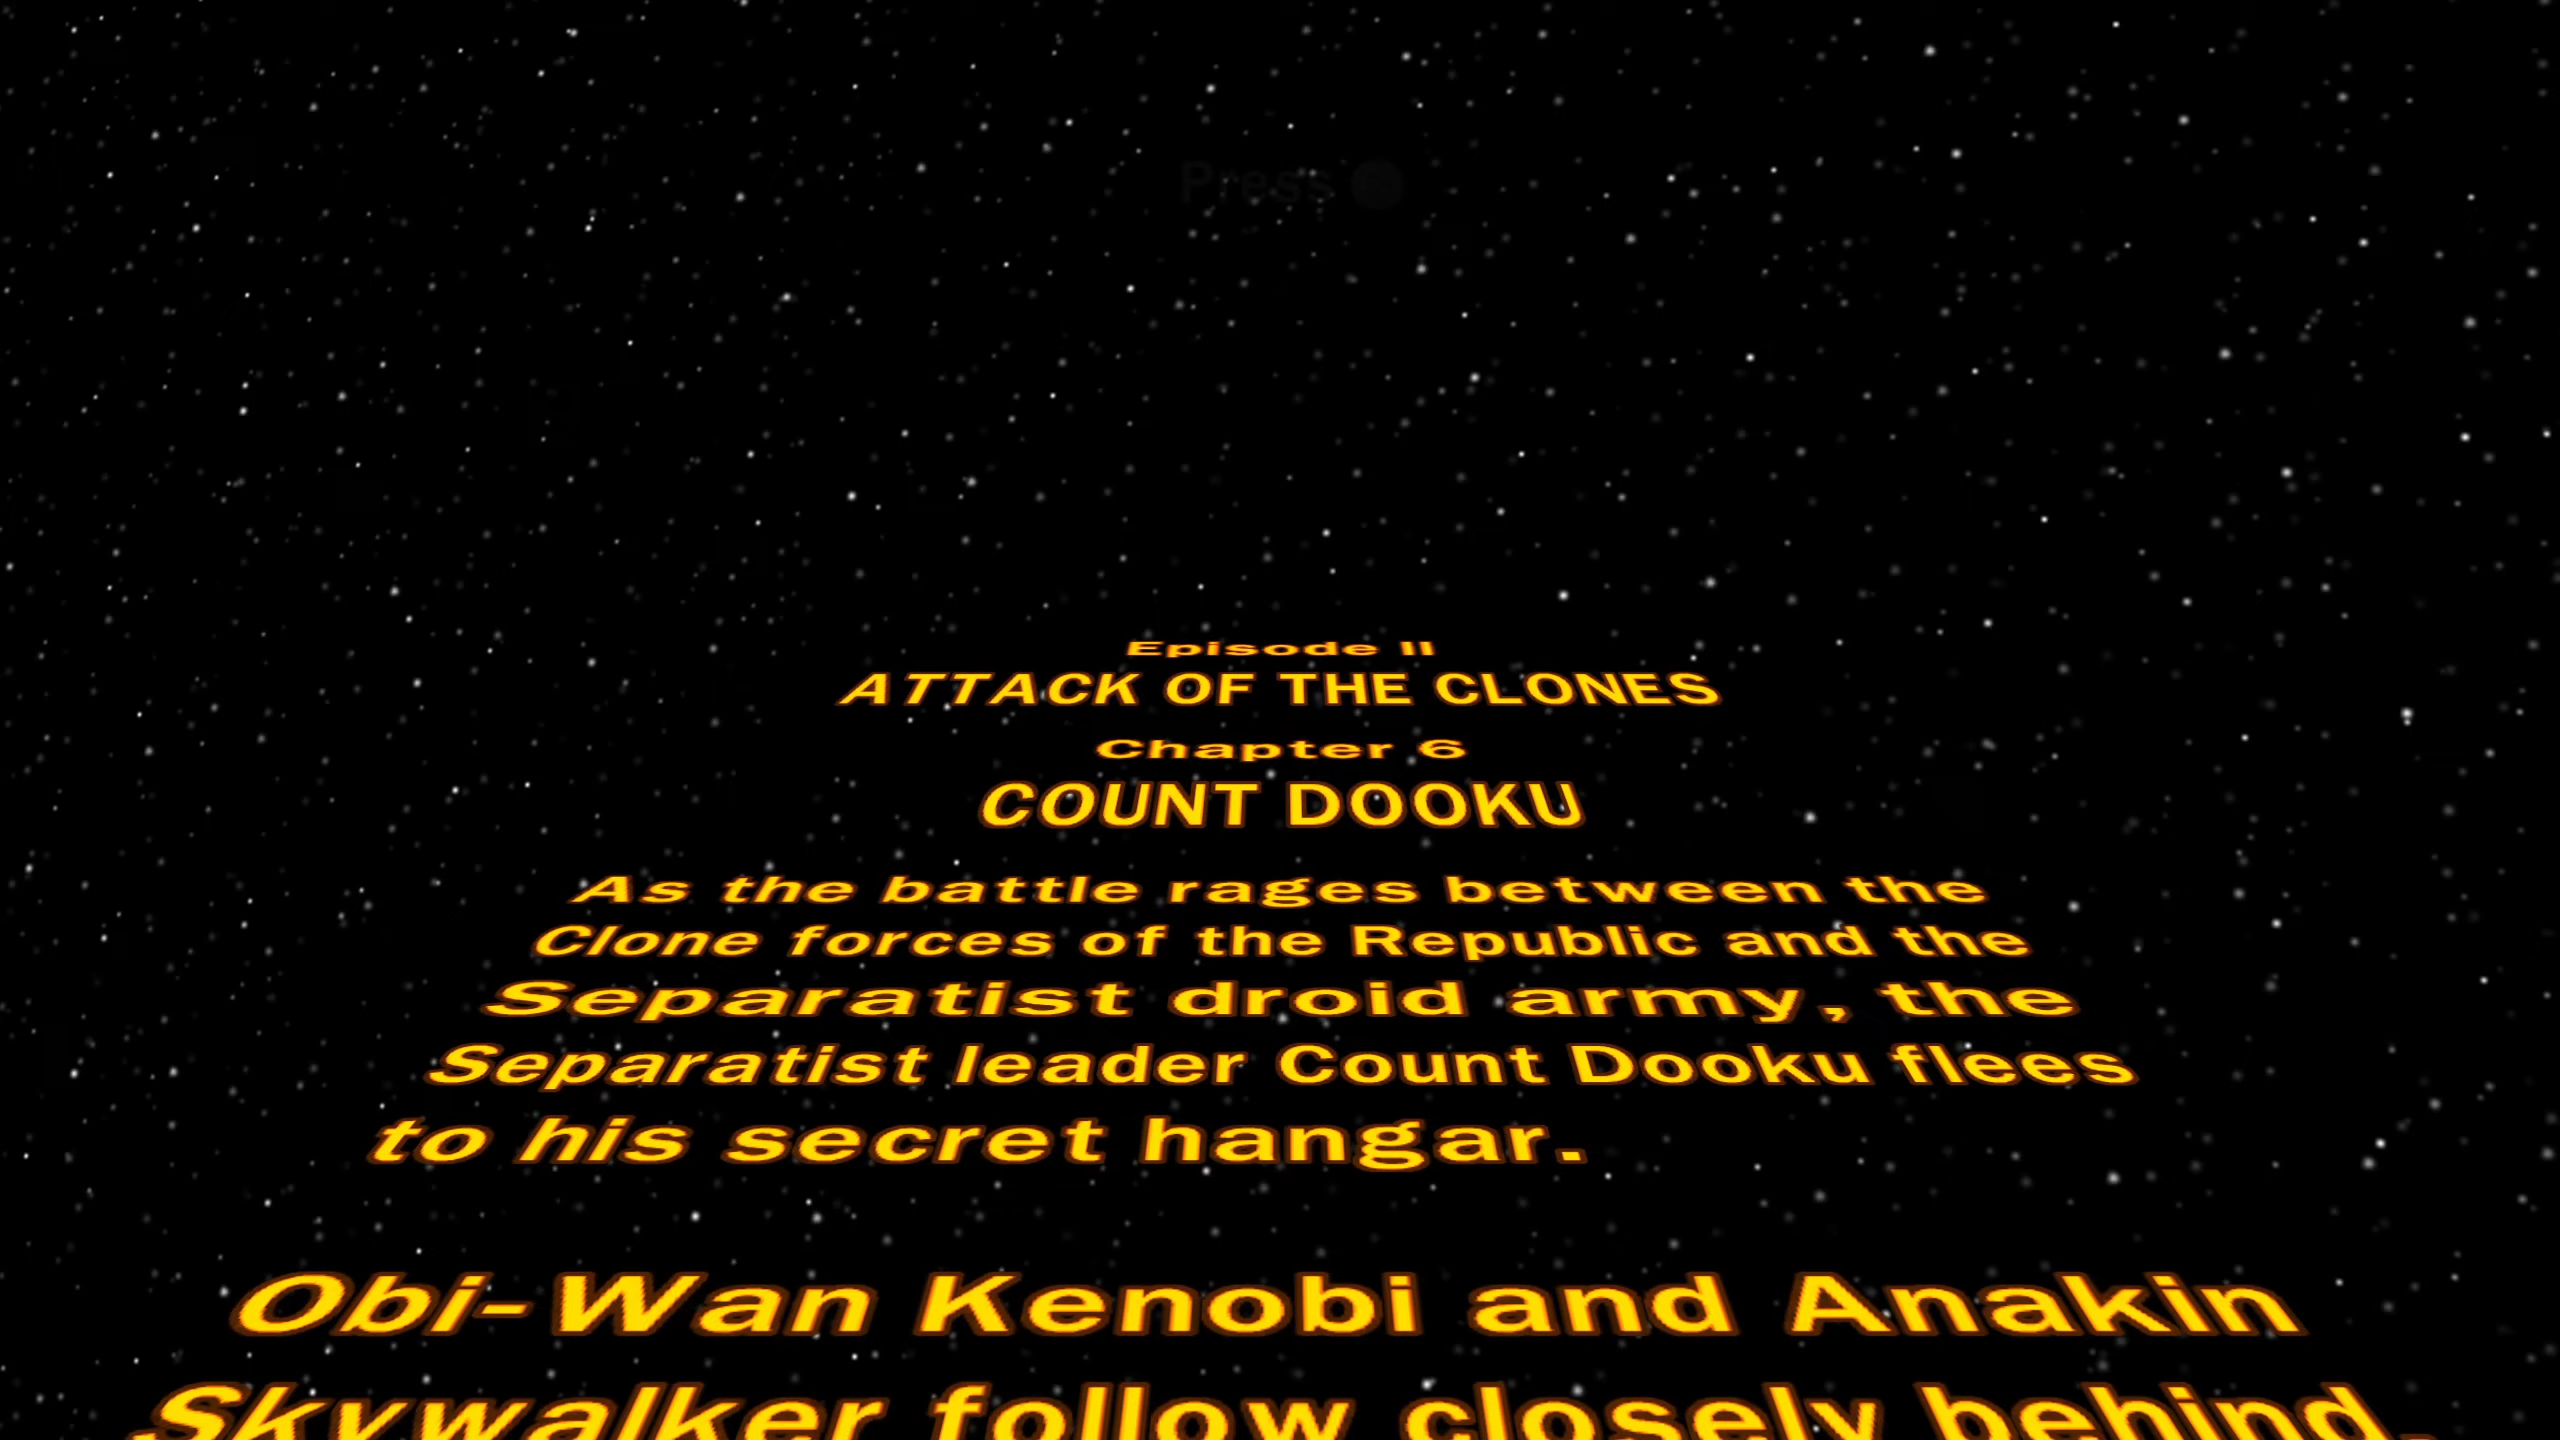 Press
Episode II
ATTACK OF THE CLONES
Chapter 6
COUNT DOOKU
As the battle rages between the
Clone forces of the Republic and the
Separatist droid army, the
Separatist leader Count Dooku flees
to his secret hangar.
Obi-Wan Kenobi and Anakin
Skywalker follow closely behind.